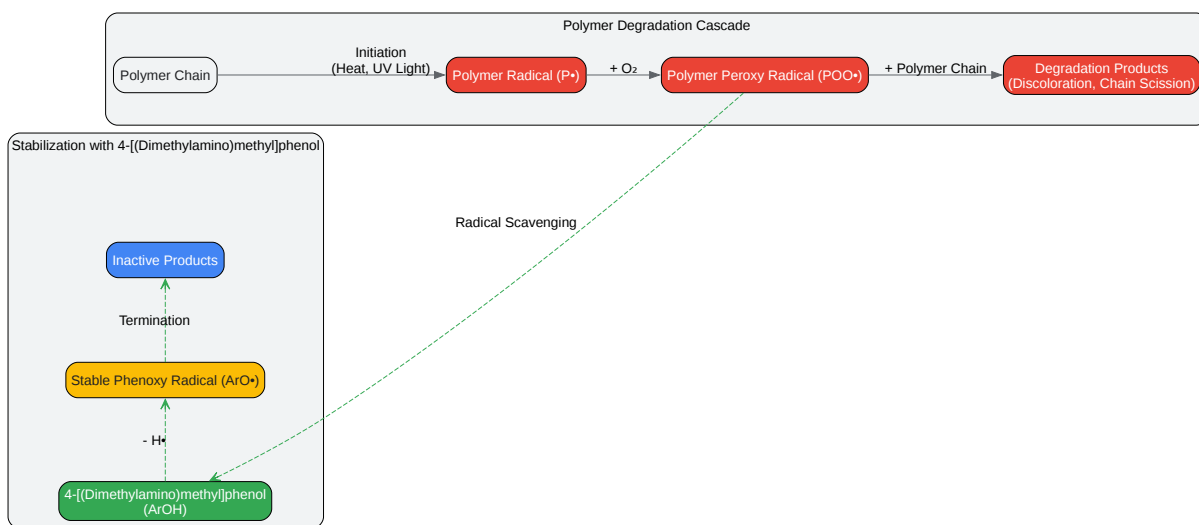 Polymer Degradation Cascade
Polymer Chain
Initiation
(Heat, UV Light)
Polymer Radical (P•)
+ O₂
Polymer Peroxy Radical (POO•)
+ Polymer Chain
Degradation Products
(Discoloration, Chain Scission)
Stabilization with 4-[(Dimethylamino)methyl]phenol
Radical Scavenging
Inactive Products
Termination
Stable Phenoxy Radical (ArO•)
- H•
4-[(Dimethylamino)methyl]phenol
(ArOH)